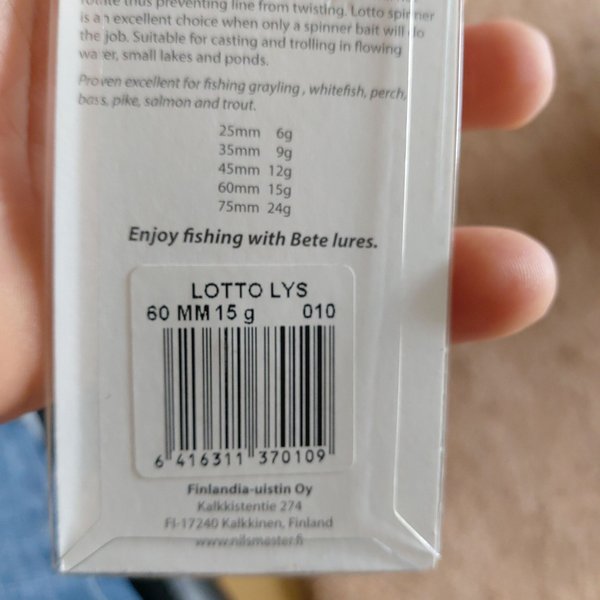 rotate thus preventing line from twisting. Lotto spinner
is an excellent choice when only a spinner bait will do
the job. Suitable for casting and trolling in flowing
water, small lakes and ponds.
Proven excellent for fishing grayling, whitefish, perch,
bass, pike, salmon and trout.
25mm 6g
35mm 9g
45mm 12g
60mm 15g
75mm 24g
Enjoy fishing with Bete lures.
LOTTO LYS
60 MM 15 g 010
6 416311 370109
Finlandia-uistin Oy
Kalkkistentie 274
FI-17240 Kalkkinen, Finland
www.nilsmaster.fi